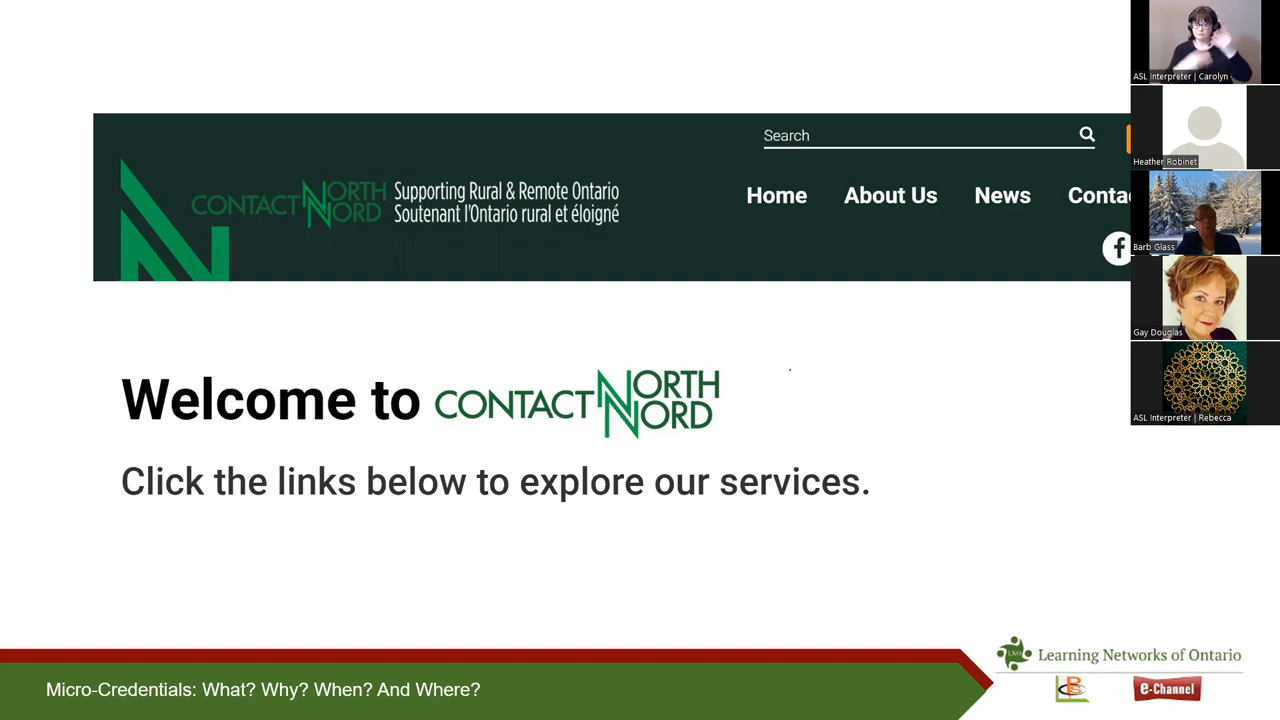 Search
CONTACT NORTH NORD
Supporting Rural & Remote Ontario
Soutenant l'Ontario rural et éloigné
Home About Us News Contac
Welcome to CONTACT NORTH NORD
Click the links below to explore our services.
ASL Interpreter | Carolyn
Heather Robinet
Barb Glass
Gay Douglas
ASL Interpreter | Rebecca
Micro-Credentials: What? Why? When? And Where?
LNO
Learning Networks of Ontario
e-Channel